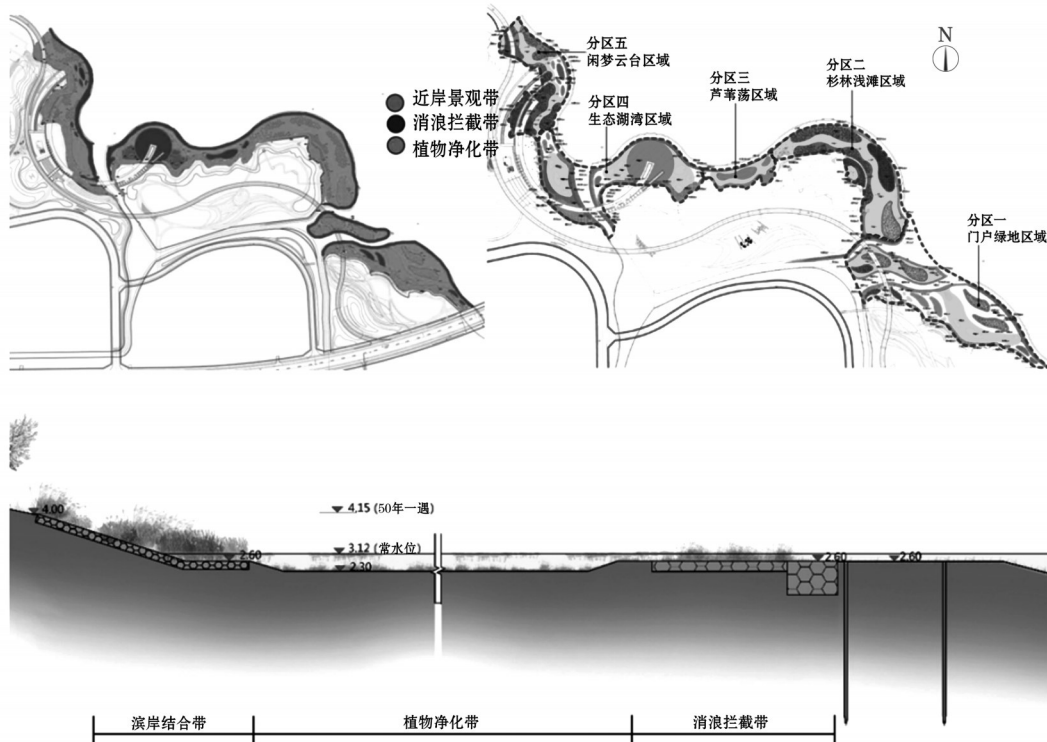 近岸景观带
消浪拦截带
植物净化带
分区五
闲梦云台区域
分区四
生态湖湾区域
分区三
芦苇荡区域
分区二
杉林浅滩区域
N
分区一
门户绿地区域
4.00
4.15 (50年一遇)
2.60
3.12 (常水位)
2.30
2.60
2.60
滨岸结合带
植物净化带
消浪拦截带